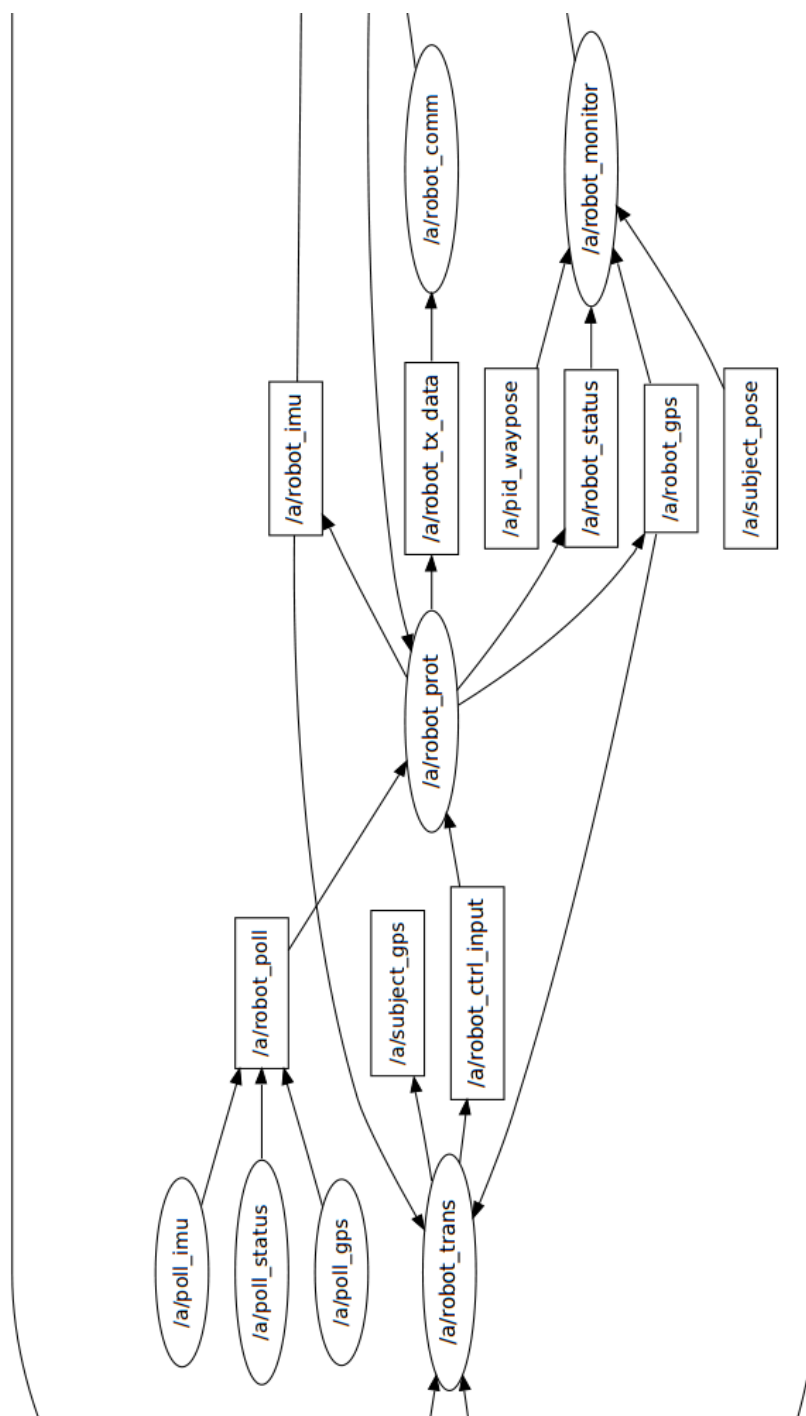 /a/robot_comm
/a/robot_monitor
/a/robot_imu
/a/robot_tx_data
/a/pid_waypose
/a/robot_status
/a/robot_gps
/a/subject_pose
/a/robot_prot
/a/robot_poll
/a/subject_gps
/a/robot_ctrl_input
/a/poll_imu
/a/poll_status
/a/poll_gps
/a/robot_trans